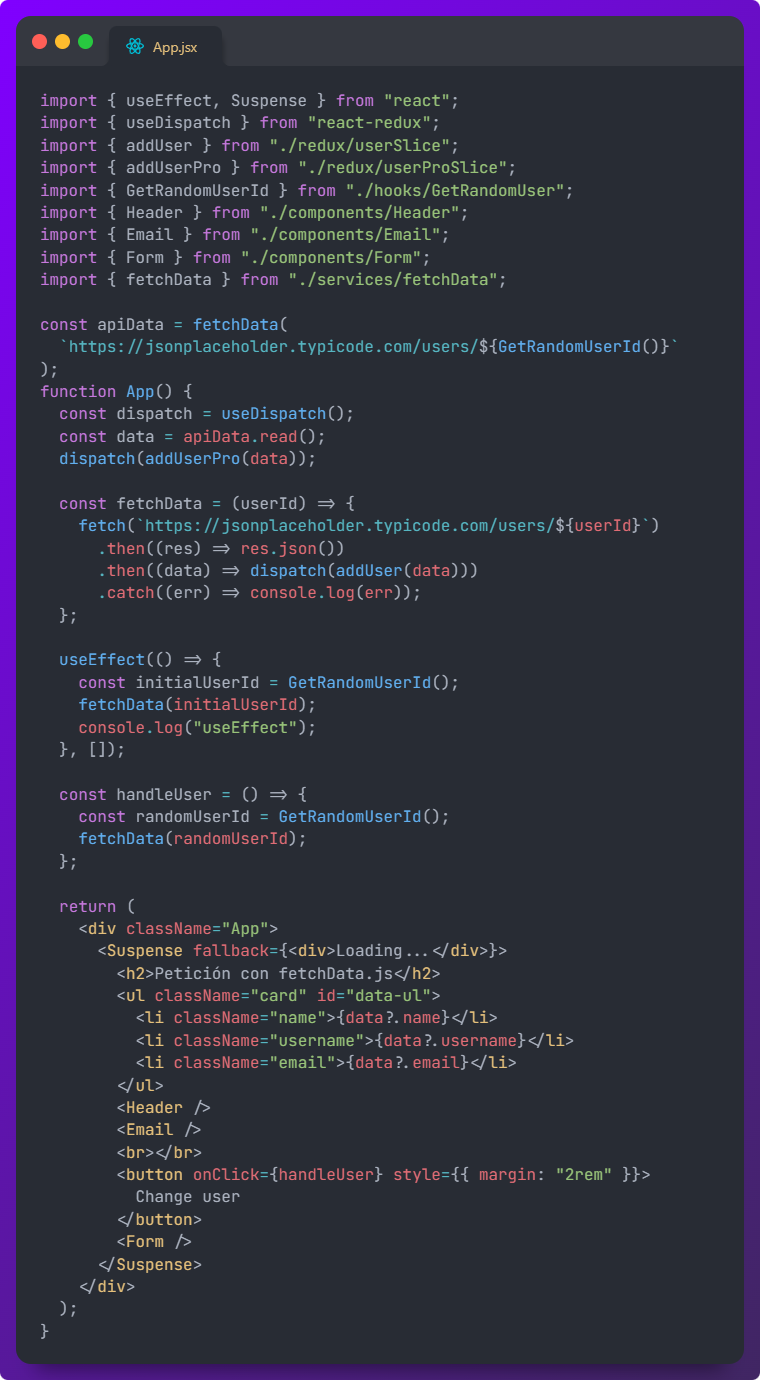 App.jsx
import { useEffect, Suspense } from "react";
import { useDispatch } from "react-redux";
import { addUser } from "./redux/userSlice";
import { addUserPro } from "./redux/userProSlice";
import { GetRandomUserId } from "./hooks/GetRandomUser";
import { Header } from "./components/Header";
import { Email } from "./components/Email";
import { Form } from "./components/Form";
import { fetchData } from "./services/fetchData";

const apiData = fetchData(
  `https://jsonplaceholder.typicode.com/users/${GetRandomUserId()}`
);
function App() {
  const dispatch = useDispatch();
  const data = apiData.read();
  dispatch(addUserPro(data));

  const fetchData = (userId) => {
    fetch(`https://jsonplaceholder.typicode.com/users/${userId}`)
      .then((res) => res.json())
      .then((data) => dispatch(addUser(data)))
      .catch((err) => console.log(err));
  };

  useEffect(() => {
    const initialUserId = GetRandomUserId();
    fetchData(initialUserId);
    console.log("useEffect");
  }, []);

  const handleUser = () => {
    const randomUserId = GetRandomUserId();
    fetchData(randomUserId);
  };

  return (
    <div className="App">
      <Suspense fallback={<div>Loading...</div>}>
        <h2>Petición con fetchData.js</h2>
        <ul className="card" id="data-ul">
          <li className="name">{data?.name}</li>
          <li className="username">{data?.username}</li>
          <li className="email">{data?.email}</li>
        </ul>
        <Header />
        <Email />
        <br></br>
        <button onClick={handleUser} style={{ margin: "2rem" }}>
          Change user
        </button>
        <Form />
      </Suspense>
    </div>
  );
}